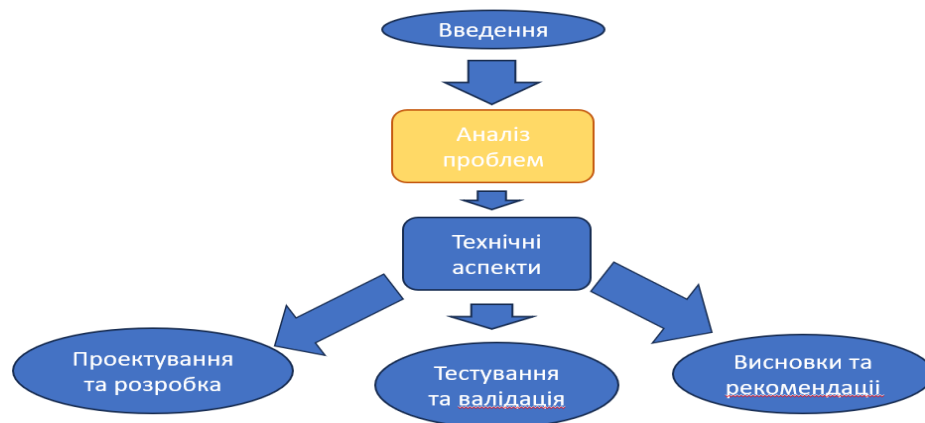 Введення
Аналіз
проблем
Технічні
аспекти
Проектування
та розробка
Тестування
та валідація
Висновки та
рекомендації